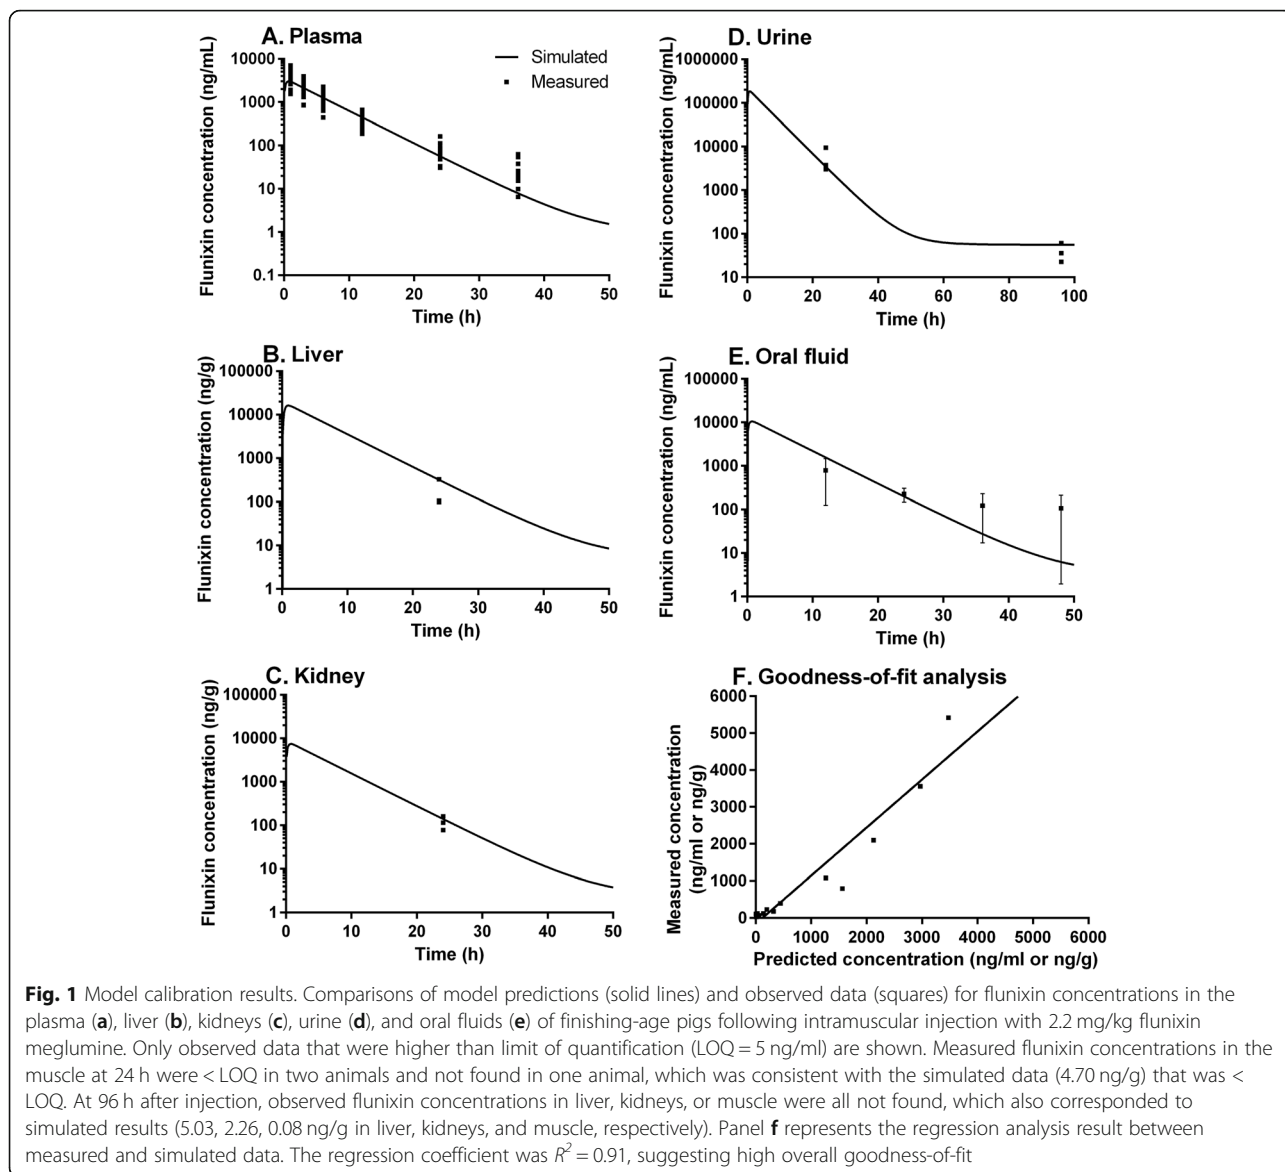 A. Plasma
Flunixin concentration (ng/mL)
10000
1000
100
10
1
0.1
0 10 20 30 40 50
Time (h)
Simulated
Measured
D. Urine
Flunixin concentration (ng/mL)
1000000
100000
10000
1000
100
10
0 20 40 60 80 100
Time (h)
B. Liver
Flunixin concentration (ng/g)
100000
10000
1000
100
10
1
0 10 20 30 40 50
Time (h)
E. Oral fluid
Flunixin concentration (ng/mL)
100000
10000
1000
100
10
1
0 10 20 30 40 50
Time (h)
C. Kidney
Flunixin concentration (ng/g)
100000
10000
1000
100
10
1
0 10 20 30 40 50
Time (h)
F. Goodness-of-fit analysis
Measured concentration
(ng/ml or ng/g)
6000
5000
4000
3000
2000
1000
0
0 1000 2000 3000 4000 5000 6000
Predicted concentration (ng/ml or ng/g)
Fig. 1 Model calibration results. Comparisons of model predictions (solid lines) and observed data (squares) for flunixin concentrations in the
plasma (a), liver (b), kidneys (c), urine (d), and oral fluids (e) of finishing-age pigs following intramuscular injection with 2.2 mg/kg flunixin
meglumine. Only observed data that were higher than limit of quantification (LOQ = 5 ng/ml) are shown. Measured flunixin concentrations in the
muscle at 24 h were < LOQ in two animals and not found in one animal, which was consistent with the simulated data (4.70 ng/g) that was <
LOQ. At 96 h after injection, observed flunixin concentrations in liver, kidneys, or muscle were all not found, which also corresponded to
simulated results (5.03, 2.26, 0.08 ng/g in liver, kidneys, and muscle, respectively). Panel f represents the regression analysis result between
measured and simulated data. The regression coefficient was R² = 0.91, suggesting high overall goodness-of-fit